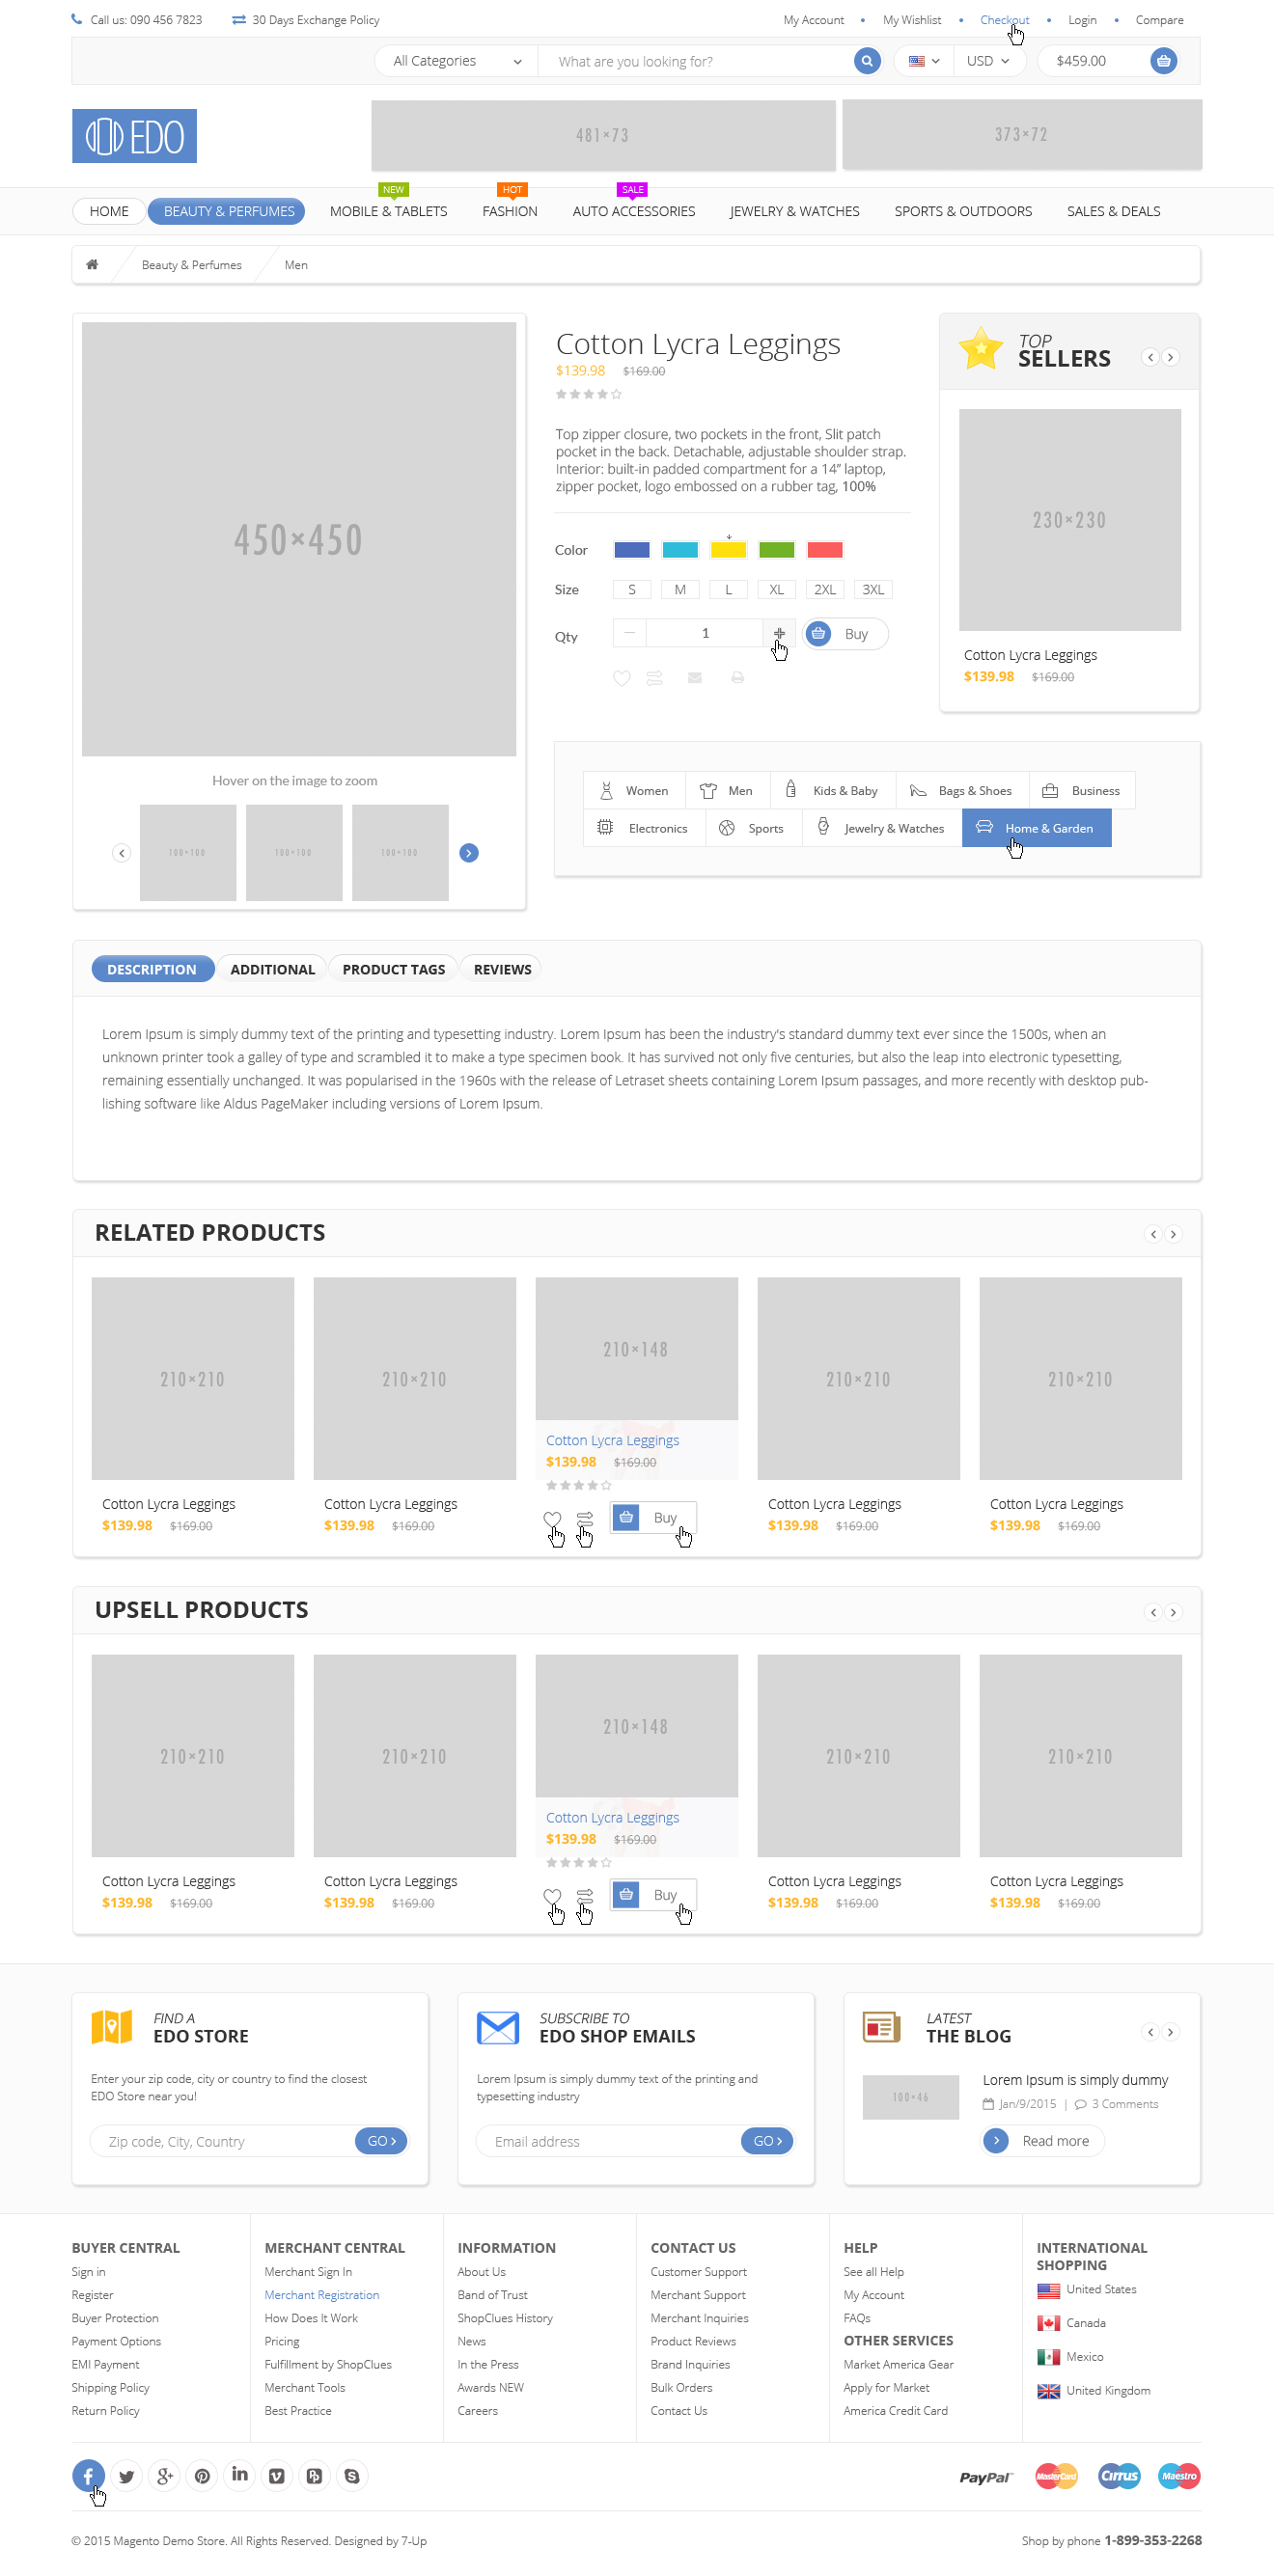 Call us: 090 456 7823
30 Days Exchange Policy
My Account • My Wishlist • Checkout • Login • Compare
All Categories
What are you looking for?
USD
$459.00
EDO
481×73
373×72
NEW
HOT
SALE
HOME
BEAUTY & PERFUMES
MOBILE & TABLETS
FASHION
AUTO ACCESSORIES
JEWELRY & WATCHES
SPORTS & OUTDOORS
SALES & DEALS
Beauty & Perfumes
Men
450×450
Hover on the image to zoom
100×100
100×100
100×100
Cotton Lycra Leggings
$139.98 $169.00
Top zipper closure, two pockets in the front, Slit patch
pocket in the back. Detachable, adjustable shoulder strap.
Interior: built-in padded compartment for a 14” laptop,
zipper pocket, logo embossed on a rubber tag, 100%
Color
Size S M L XL 2XL 3XL
Qty 1 Buy
TOP
SELLERS
230×230
Cotton Lycra Leggings
$139.98 $169.00
Women
Men
Kids & Baby
Bags & Shoes
Business
Electronics
Sports
Jewelry & Watches
Home & Garden
DESCRIPTION
ADDITIONAL
PRODUCT TAGS
REVIEWS
Lorem Ipsum is simply dummy text of the printing and typesetting industry. Lorem Ipsum has been the industry's standard dummy text ever since the 1500s, when an
unknown printer took a galley of type and scrambled it to make a type specimen book. It has survived not only five centuries, but also the leap into electronic typesetting,
remaining essentially unchanged. It was popularised in the 1960s with the release of Letraset sheets containing Lorem Ipsum passages, and more recently with desktop pub-
lishing software like Aldus PageMaker including versions of Lorem Ipsum.
RELATED PRODUCTS
210×210
Cotton Lycra Leggings
$139.98 $169.00
210×210
Cotton Lycra Leggings
$139.98 $169.00
210×148
Cotton Lycra Leggings
$139.98 $169.00
Buy
210×210
Cotton Lycra Leggings
$139.98 $169.00
210×210
Cotton Lycra Leggings
$139.98 $169.00
UPSELL PRODUCTS
210×210
Cotton Lycra Leggings
$139.98 $169.00
210×210
Cotton Lycra Leggings
$139.98 $169.00
210×148
Cotton Lycra Leggings
$139.98 $169.00
Buy
210×210
Cotton Lycra Leggings
$139.98 $169.00
210×210
Cotton Lycra Leggings
$139.98 $169.00
FIND A
EDO STORE
Enter your zip code, city or country to find the closest
EDO Store near you!
Zip code, City, Country
GO
SUBSCRIBE TO
EDO SHOP EMAILS
Lorem Ipsum is simply dummy text of the printing and
typesetting industry
Email address
GO
LATEST
THE BLOG
100×46
Lorem Ipsum is simply dummy
Jan/9/2015 | 3 Comments
Read more
BUYER CENTRAL
Sign in
Register
Buyer Protection
Payment Options
EMI Payment
Shipping Policy
Return Policy
MERCHANT CENTRAL
Merchant Sign In
Merchant Registration
How Does It Work
Pricing
Fulfillment by ShopClues
Merchant Tools
Best Practice
INFORMATION
About Us
Band of Trust
ShopClues History
News
In the Press
Awards NEW
Careers
CONTACT US
Customer Support
Merchant Support
Merchant Inquiries
Product Reviews
Brand Inquiries
Bulk Orders
Contact Us
HELP
See all Help
My Account
FAQs
OTHER SERVICES
Market America Gear
Apply for Market
America Credit Card
INTERNATIONAL
SHOPPING
United States
Canada
Mexico
United Kingdom
PayPal
MasterCard
Cirrus
Maestro
© 2015 Magento Demo Store. All Rights Reserved. Designed by 7-Up
Shop by phone 1-899-353-2268